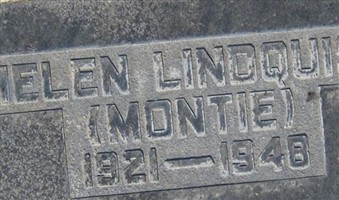 HELEN LINDQUIS
(MONTIE)
1921—1948